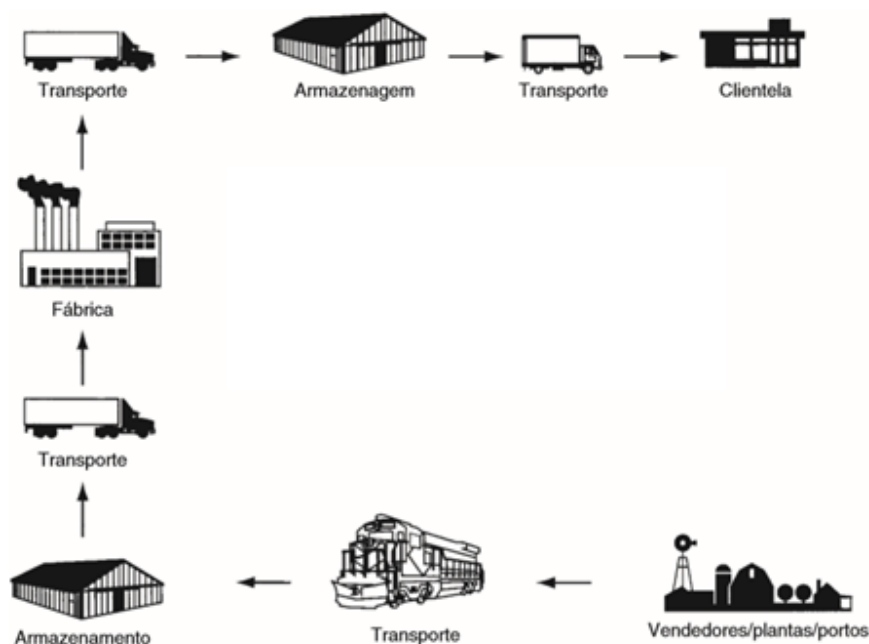 Transporte
Armazenagem
Transporte
Clientela
Fábrica
Transporte
Armazenamento
Transporte
Vendedores/plantas/portos